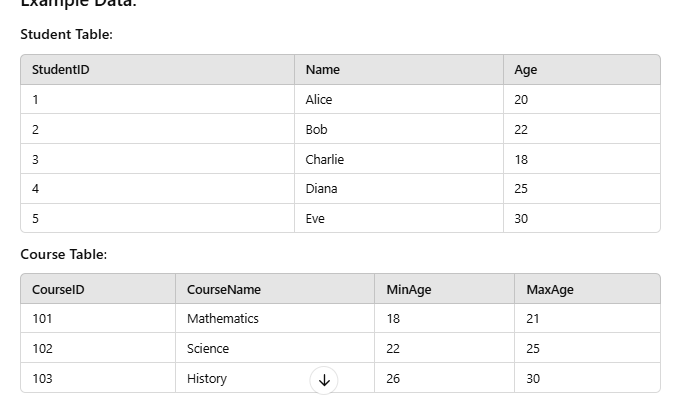 Example Data:
Student Table:
StudentID Name Age
1 Alice 20
2 Bob 22
3 Charlie 18
4 Diana 25
5 Eve 30
Course Table:
CourseID CourseName MinAge MaxAge
101 Mathematics 18 21
102 Science 22 25
103 History 26 30